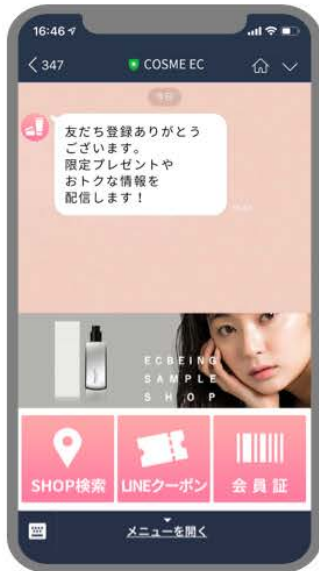 16:46
347
COSME EC
今日
友だち登録ありがとう
ございます。
限定プレゼントや
おトクな情報を
配信します！
ECBEING
SAMPLE
SHOP
SHOP検索
LINEクーポン
会員証
メニューを開く